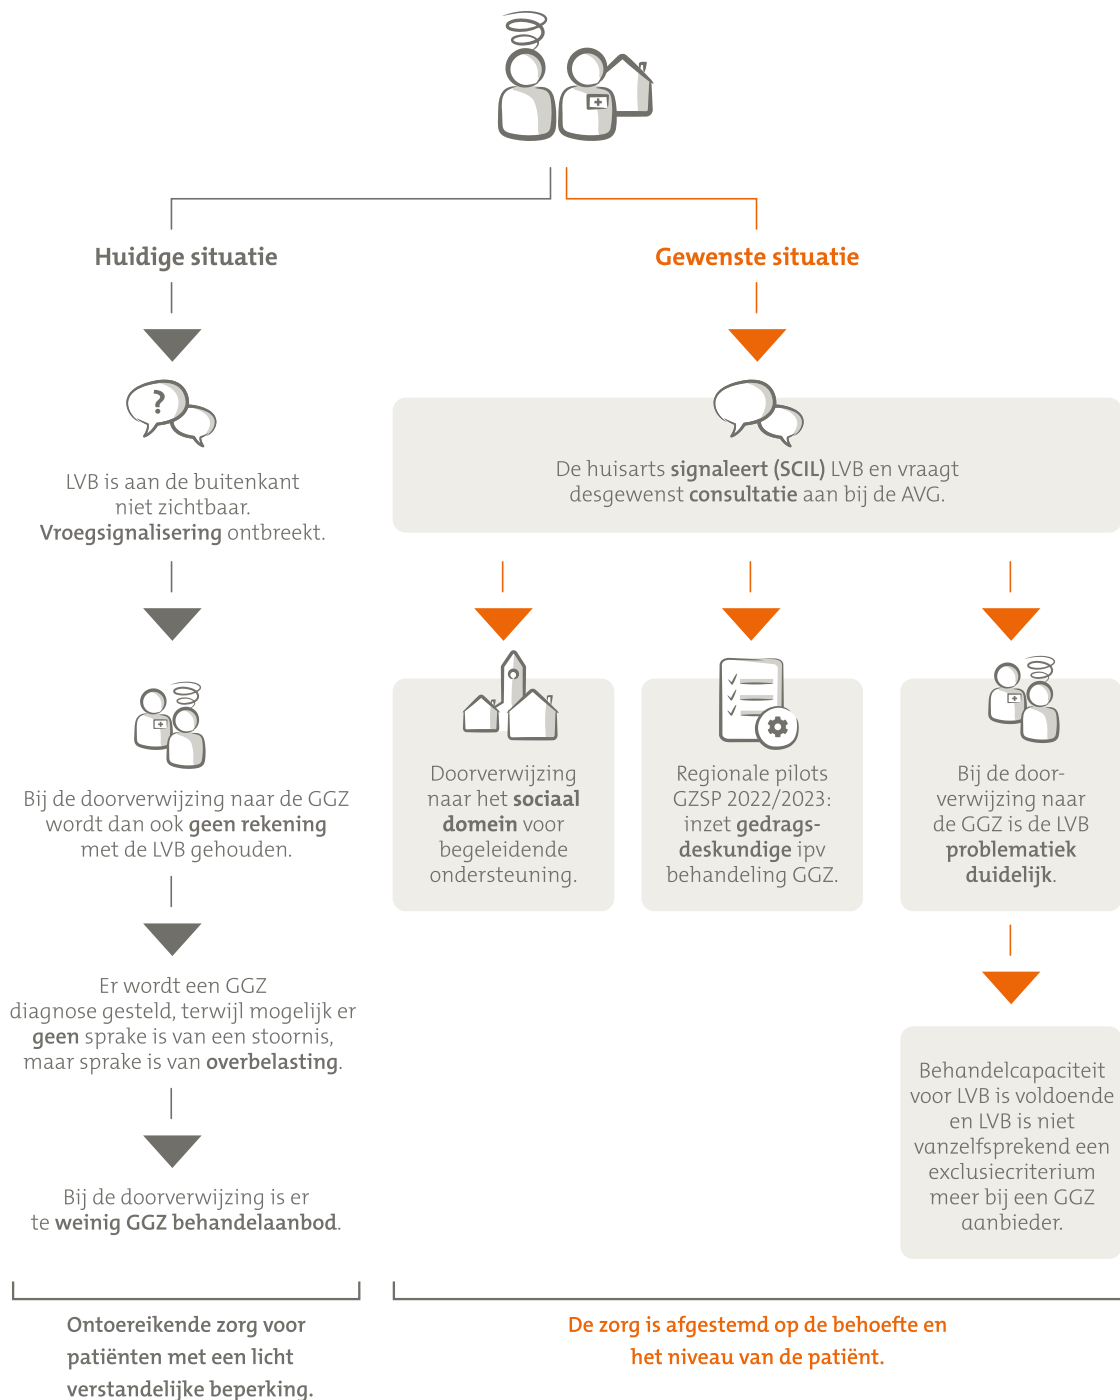 Huidige situatie
LVB is aan de buitenkant
niet zichtbaar.
Vroegsignalisering ontbreekt.
Bij de doorverwijzing naar de GGZ
wordt dan ook geen rekening
met de LVB gehouden.
Er wordt een GGZ
diagnose gesteld, terwijl mogelijk er
geen sprake is van een stoornis,
maar sprake is van overbelasting.
Bij de doorverwijzing is er
te weinig GGZ behandelaanbod.
Ontoereikende zorg voor
patiënten met een licht
verstandelijke beperking.
Gewenste situatie
De huisarts signaleert (SCIL) LVB en vraagt
desgewenst consultatie aan bij de AVG.
Doorverwijzing
naar het sociaal
domein voor
begeleidende
ondersteuning.
Regionale pilots
GZSP 2022/2023:
inzet gedrags-
deskundige ipv
behandeling GGZ.
Bij de door-
verwijzing naar
de GGZ is de LVB
problematiek
duidelijk.
Behandelcapaciteit
voor LVB is voldoende
en LVB is niet
vanzelfsprekend een
exclusiecriterium
meer bij een GGZ
aanbieder.
De zorg is afgestemd op de behoefte en
het niveau van de patiënt.